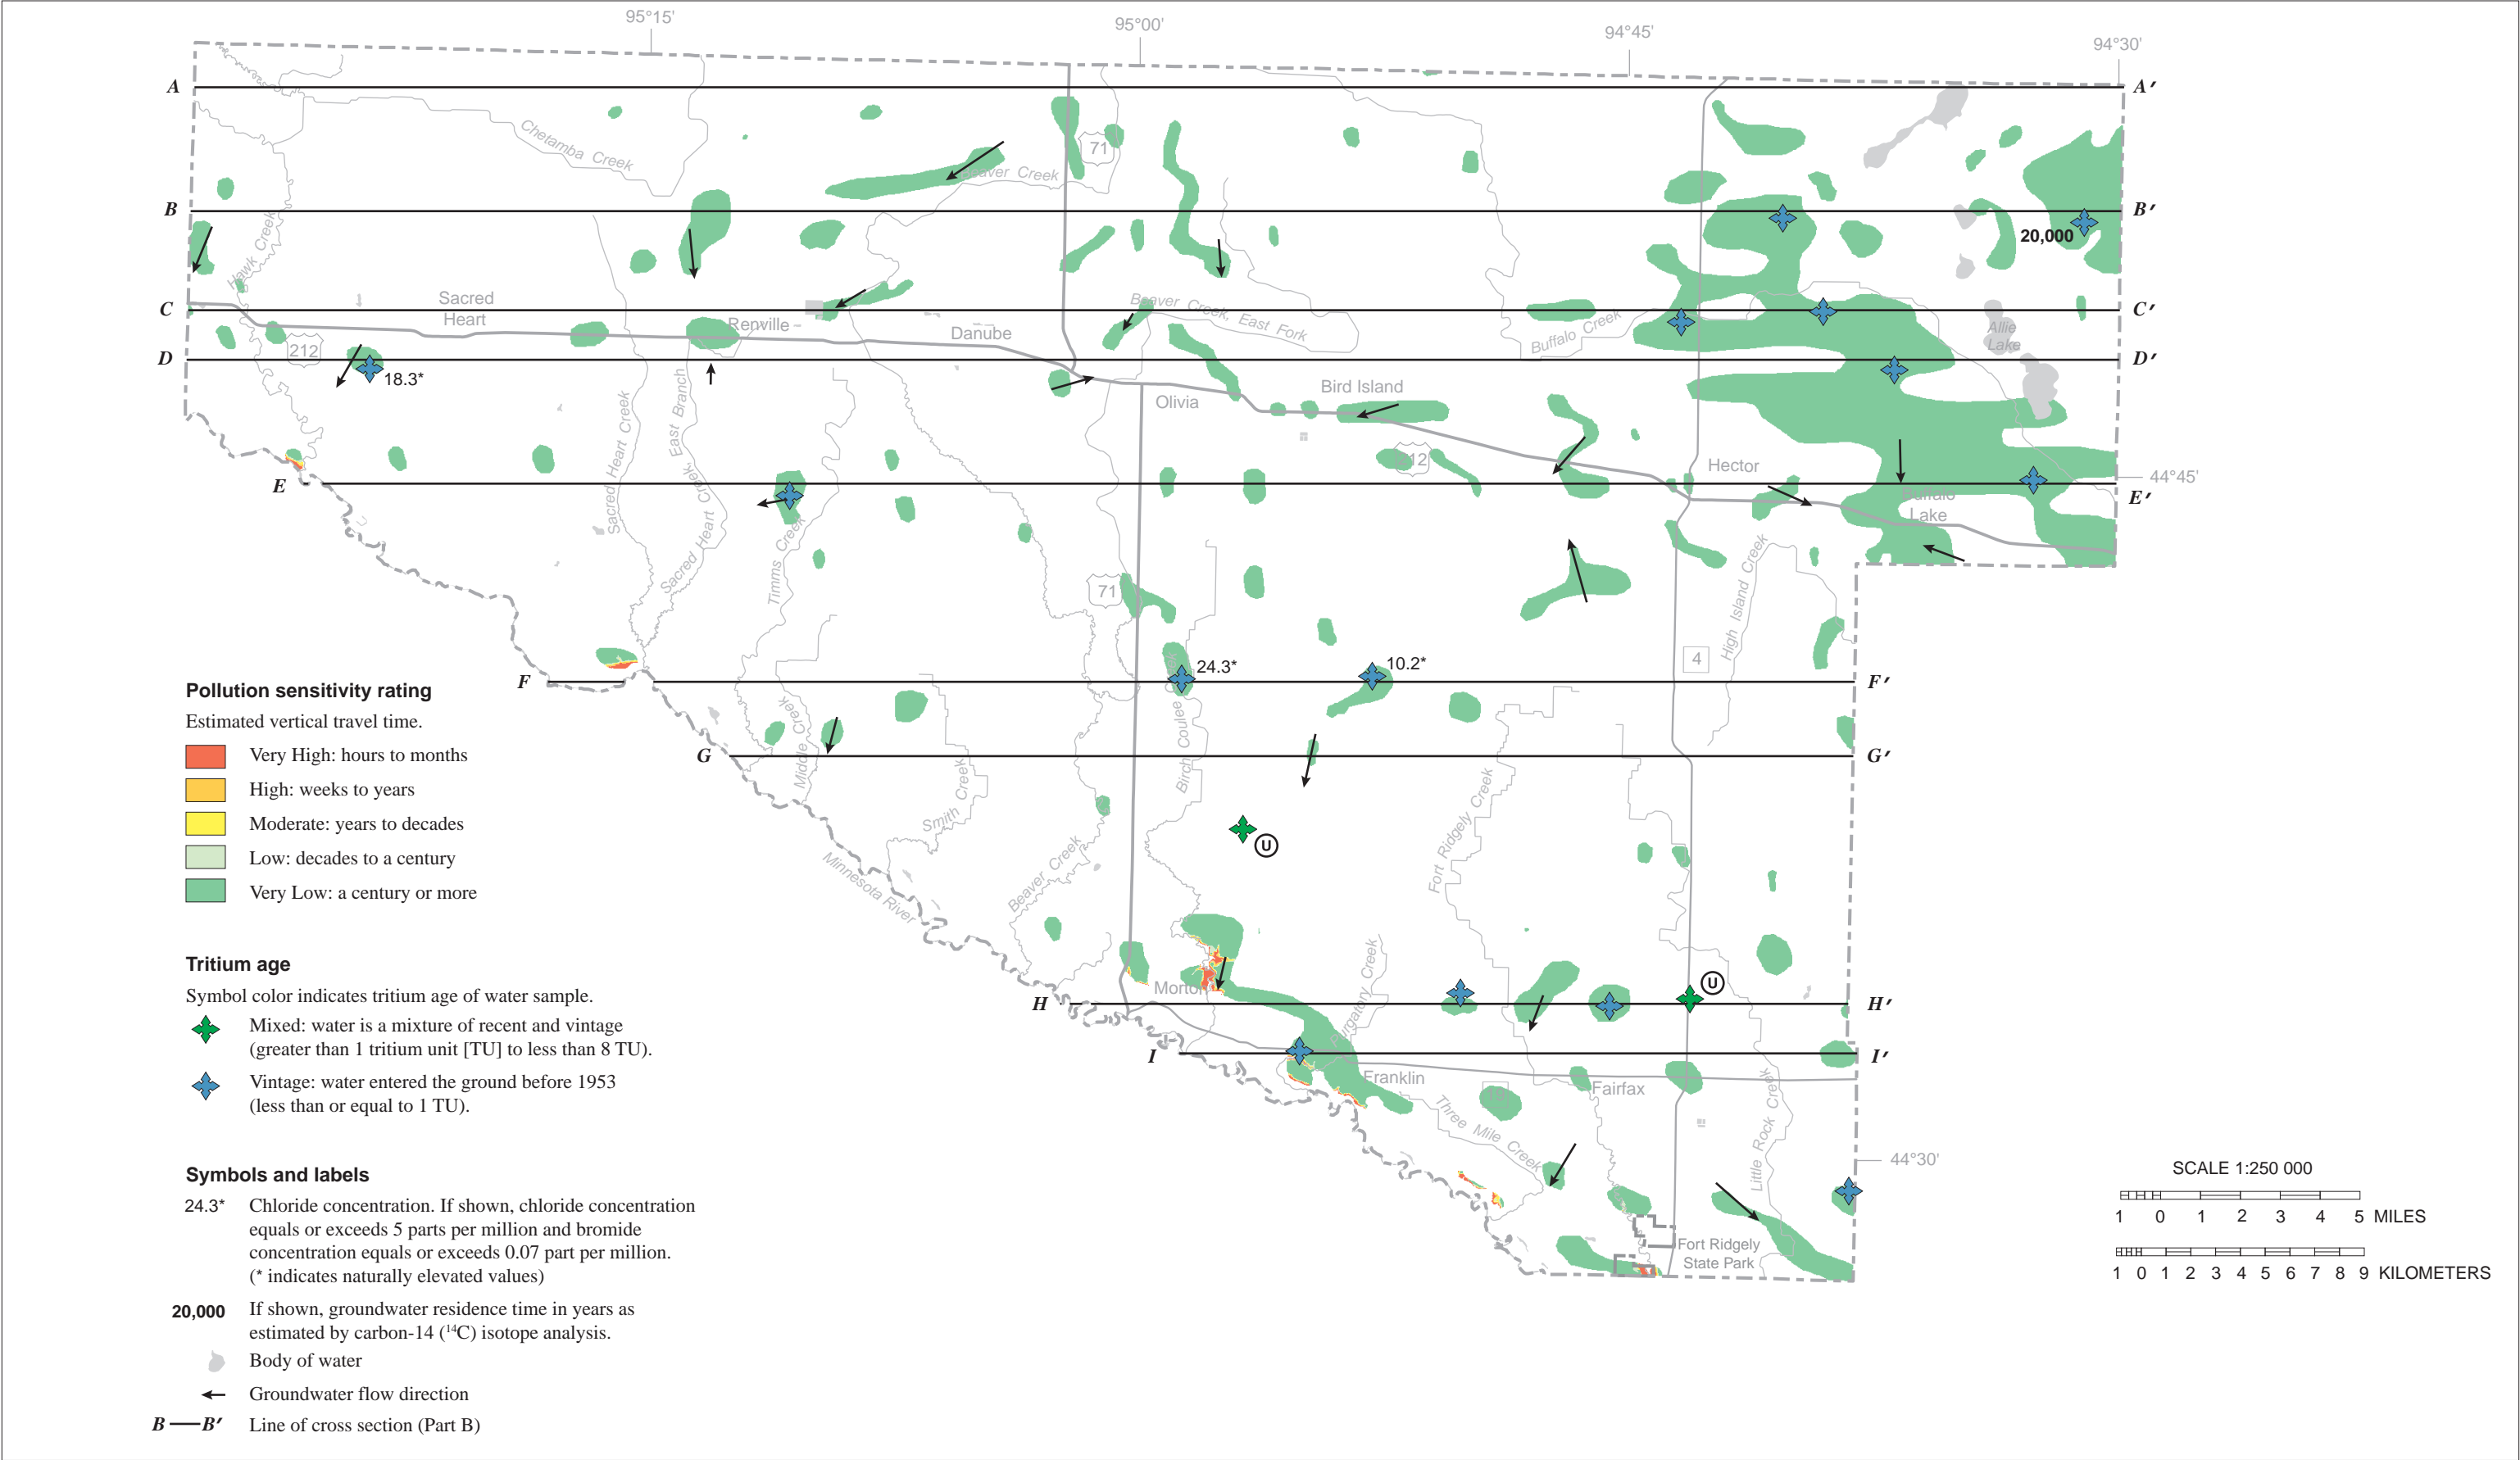 95°15'
95°00'
94°45'
94°30'
A
A′
Chetamba Creek
71
Beaver Creek
B
B′
20,000
Hawk Creek
Sacred
Heart
Beaver Creek, East Fork
C
C′
Renville
Danube
Buffalo Creek
Allie
Lake
212
D
D′
18.3*
Bird Island
Olivia
Sacred Heart Creek
Sacred Heart Creek, East Branch
212
Hector
44°45'
E
E′
Buffalo
Lake
Timms Creek
71
High Island Creek
4
24.3*
10.2*
F
F′
Middle Creek
Birch Coulee Creek
G
G′
Smith Creek
Fort Ridgely Creek
U
Minnesota River
Beaver Creek
Purgatory Creek
Morton
U
H
H′
I
I′
Franklin
Fairfax
19
Three Mile Creek
Little Rock Creek
44°30'
Fort Ridgely
State Park
Pollution sensitivity rating
Estimated vertical travel time.
Very High: hours to months
High: weeks to years
Moderate: years to decades
Low: decades to a century
Very Low: a century or more
Tritium age
Symbol color indicates tritium age of water sample.
Mixed: water is a mixture of recent and vintage
(greater than 1 tritium unit [TU] to less than 8 TU).
Vintage: water entered the ground before 1953
(less than or equal to 1 TU).
Symbols and labels
24.3* Chloride concentration. If shown, chloride concentration
equals or exceeds 5 parts per million and bromide
concentration equals or exceeds 0.07 part per million.
(* indicates naturally elevated values)
20,000 If shown, groundwater residence time in years as
estimated by carbon-14 (¹⁴C) isotope analysis.
Body of water
Groundwater flow direction
B — B′ Line of cross section (Part B)
SCALE 1:250 000
1 0 1 2 3 4 5 MILES
1 0 1 2 3 4 5 6 7 8 9 KILOMETERS